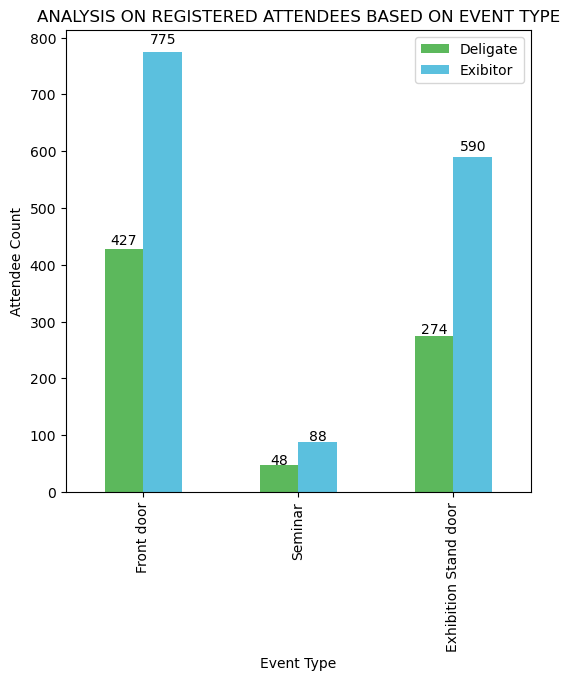 ANALYSIS ON REGISTERED ATTENDEES BASED ON EVENT TYPE
Deligate
Exibitor
800
700
600
500
400
300
200
100
0
Attendee Count
427
775
48
88
274
590
Front door
Seminar
Exhibition Stand door
Event Type